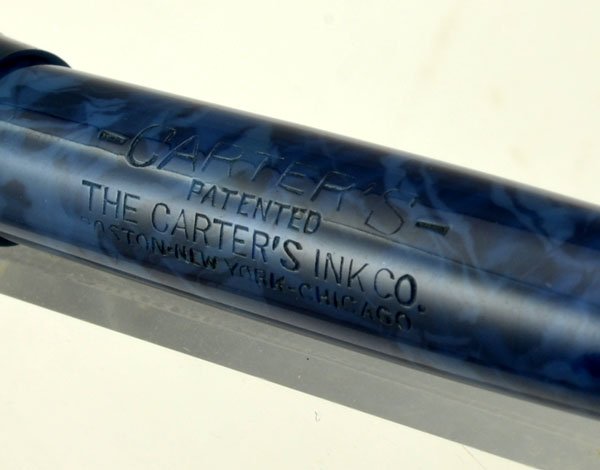 -CARTER'S-
PATENTED
THE CARTER'S INK CO.
BOSTON-NEW YORK-CHICAGO